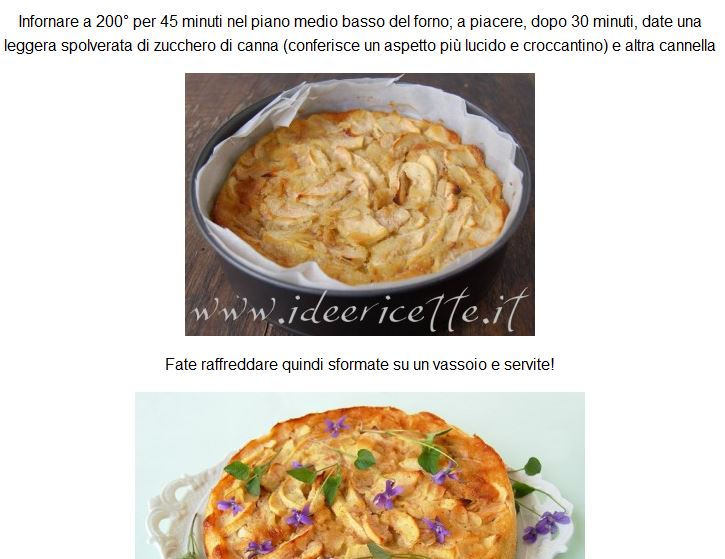 Infornare a 200° per 45 minuti nel piano medio basso del forno; a piacere, dopo 30 minuti, date una
leggera spolverata di zucchero di canna (conferisce un aspetto più lucido e croccantino) e altra cannella
www.ideericette.it
Fate raffreddare quindi sformate su un vassoio e servite!